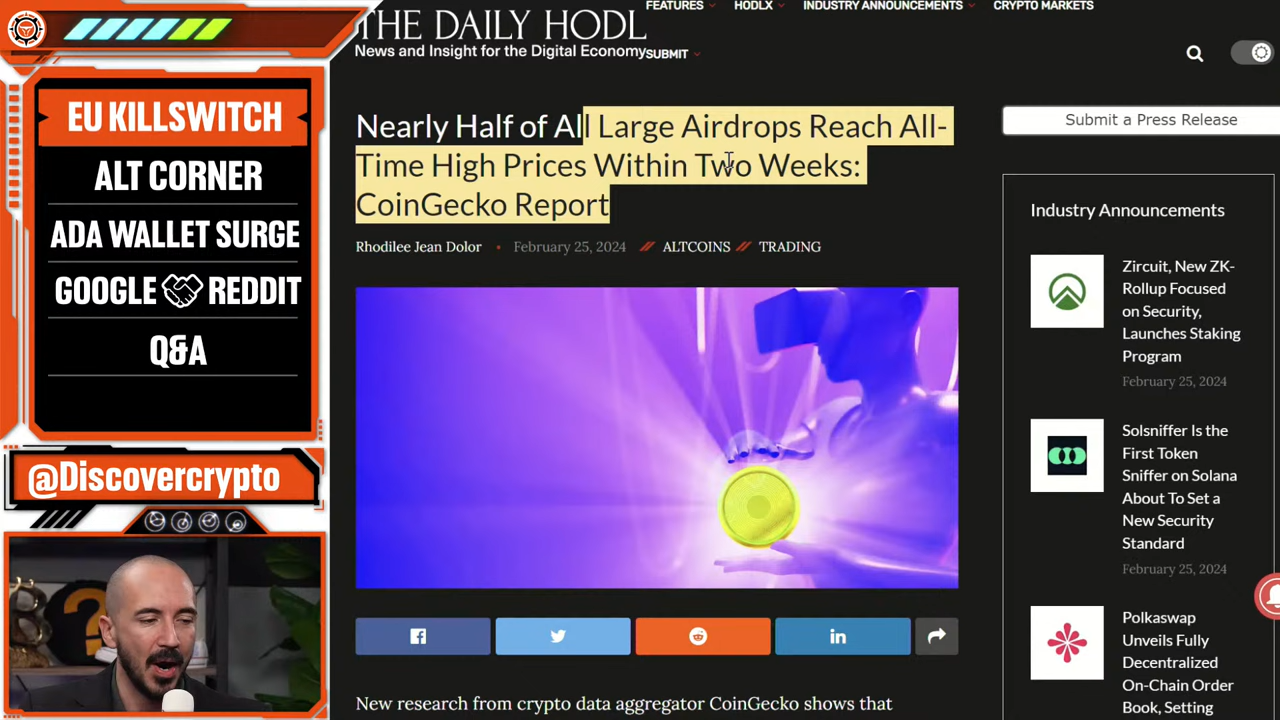 EU KILLSWITCH
ALT CORNER
ADA WALLET SURGE
GOOGLE REDDIT
Q&A
@Discovercrypto
?
THE DAILY HODL
News and Insight for the Digital Economy
FEATURES
HODLX
INDUSTRY ANNOUNCEMENTS
CRYPTO MARKETS
SUBMIT
Nearly Half of All Large Airdrops Reach All-
Time High Prices Within Two Weeks:
CoinGecko Report
Rhodilee Jean Dolor • February 25, 2024 // ALTCOINS // TRADING
New research from crypto data aggregator CoinGecko shows that
Submit a Press Release
Industry Announcements
Zircuit, New ZK-
Rollup Focused
on Security,
Launches Staking
Program
February 25, 2024
Solsniffer Is the
First Token
Sniffer on Solana
About To Set a
New Security
Standard
February 25, 2024
Polkaswap
Unveils Fully
Decentralized
On-Chain Order
Book, Setting